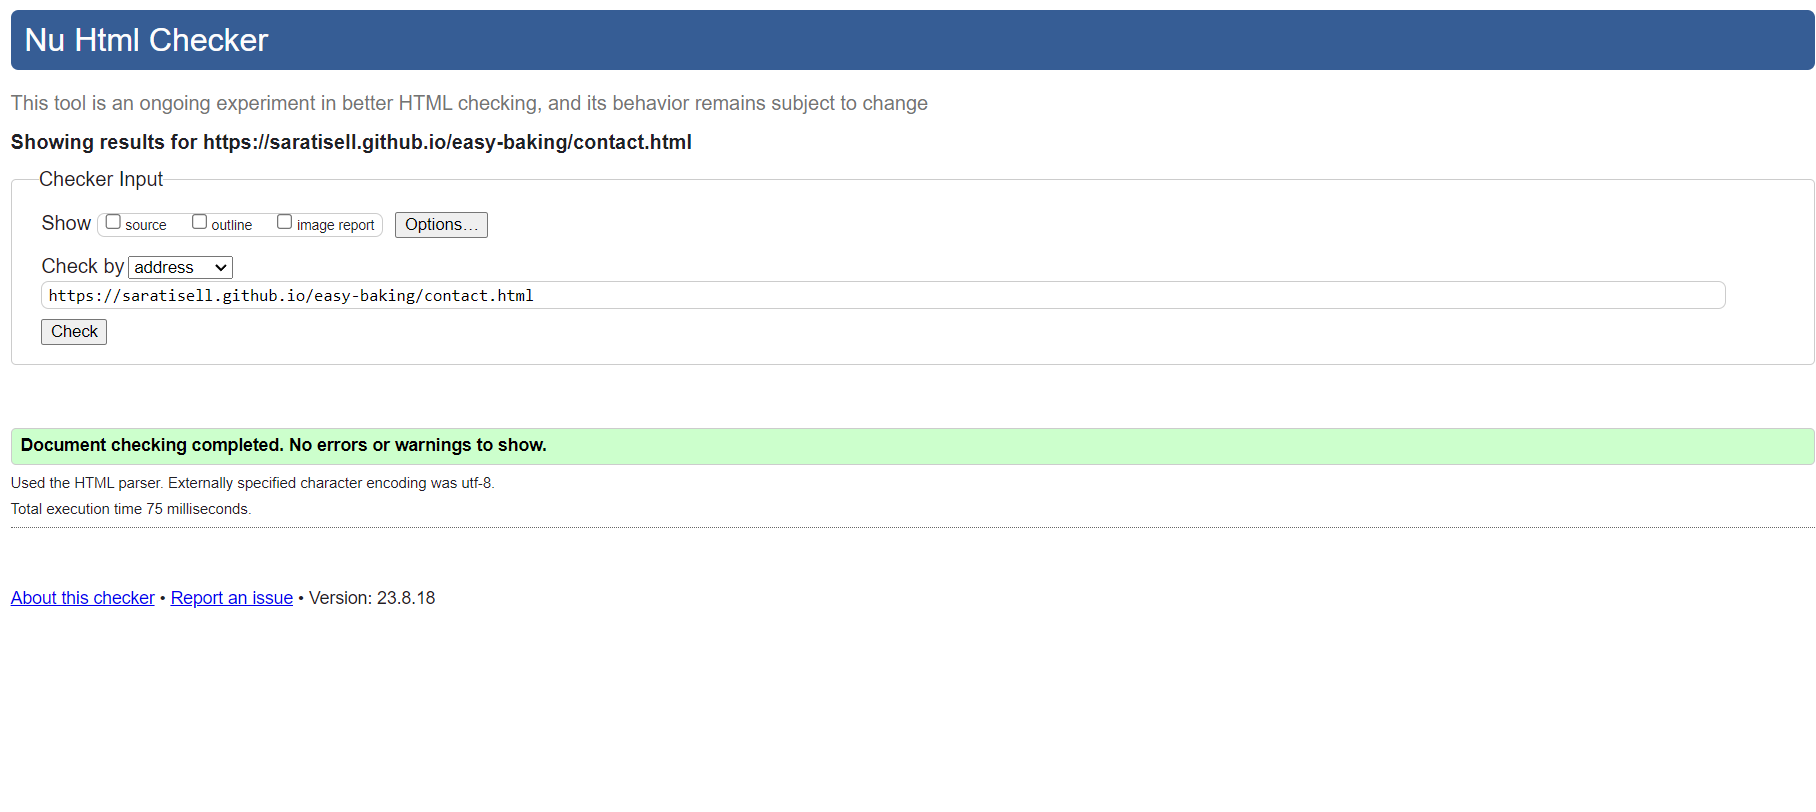 Nu Html Checker
This tool is an ongoing experiment in better HTML checking, and its behavior remains subject to change
Showing results for https://saratisell.github.io/easy-baking/contact.html
Checker Input
Show source outline image report Options...
Check by address
https://saratisell.github.io/easy-baking/contact.html
Check
Document checking completed. No errors or warnings to show.
Used the HTML parser. Externally specified character encoding was utf-8.
Total execution time 75 milliseconds.
About this checker • Report an issue • Version: 23.8.18